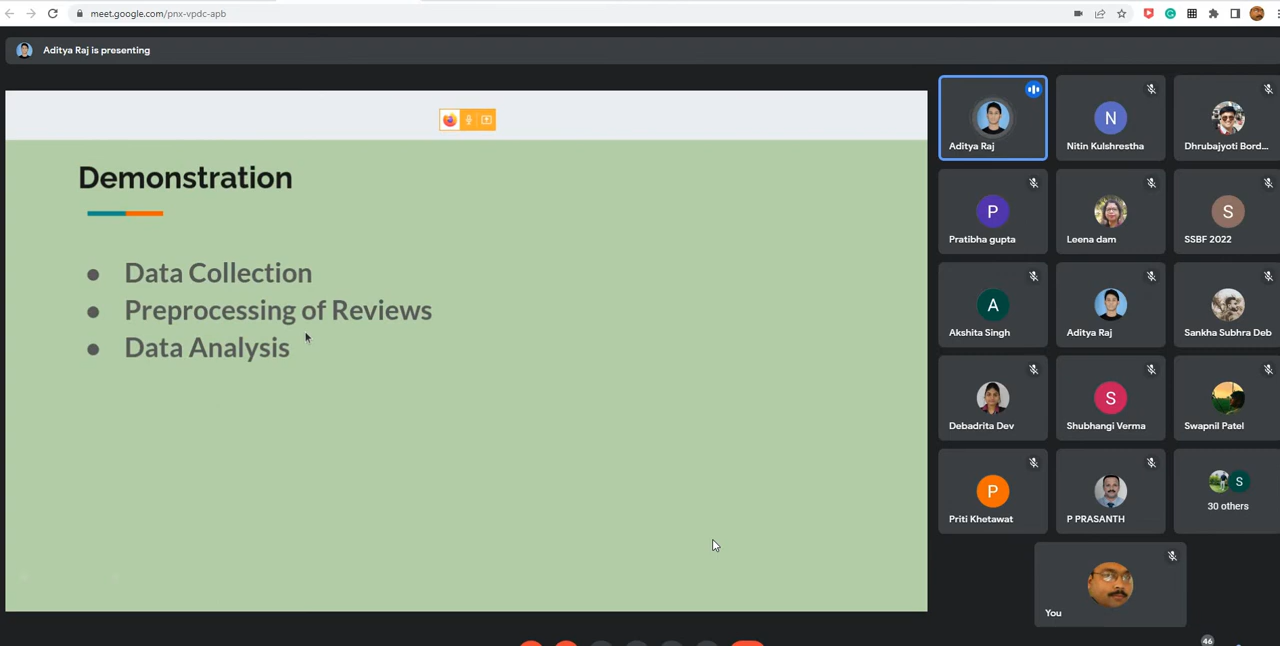 meet.google.com/pnx-vpdc-apb
Aditya Raj is presenting
Demonstration
● Data Collection
● Preprocessing of Reviews
● Data Analysis
Aditya Raj
N
Nitin Kulshrestha
Dhrubajyoti Bord...
P
Pratibha gupta
Leena dam
S
SSBF 2022
A
Akshita Singh
Aditya Raj
Sankha Subhra Deb
Debadrita Dev
S
Shubhangi Verma
Swapnil Patel
P
Priti Khetawat
P PRASANTH
S
30 others
You
46